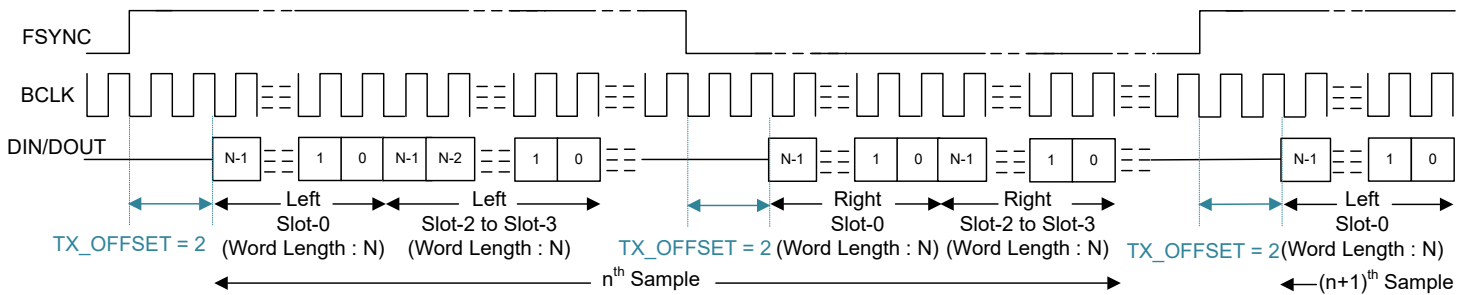 FSYNC
BCLK
DIN/DOUT
N-1 1 0 N-1 N-2 1 0 N-1 1 0 N-1 1 0 N-1 1 0
Left Left Right Right Left
Slot-0 Slot-2 to Slot-3 Slot-0 Slot-2 to Slot-3 Slot-0
TX_OFFSET = 2 (Word Length : N) (Word Length : N) TX_OFFSET = 2 (Word Length : N) (Word Length : N) TX_OFFSET = 2 (Word Length : N)
nth Sample (n+1)th Sample